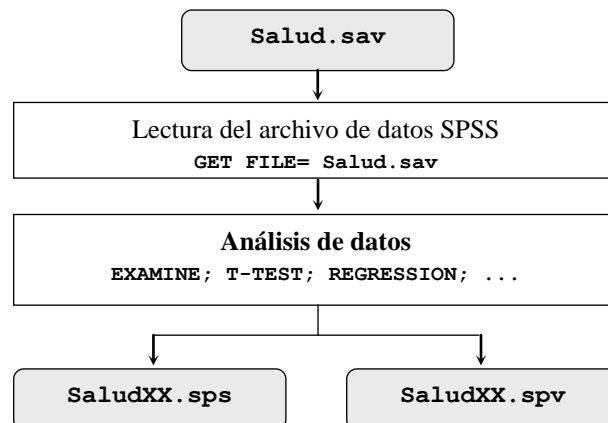 Salud.sav
Lectura del archivo de datos SPSS
GET FILE= Salud.sav
Análisis de datos
EXAMINE; T-TEST; REGRESSION; ...
SaludXX.sps
SaludXX.spv